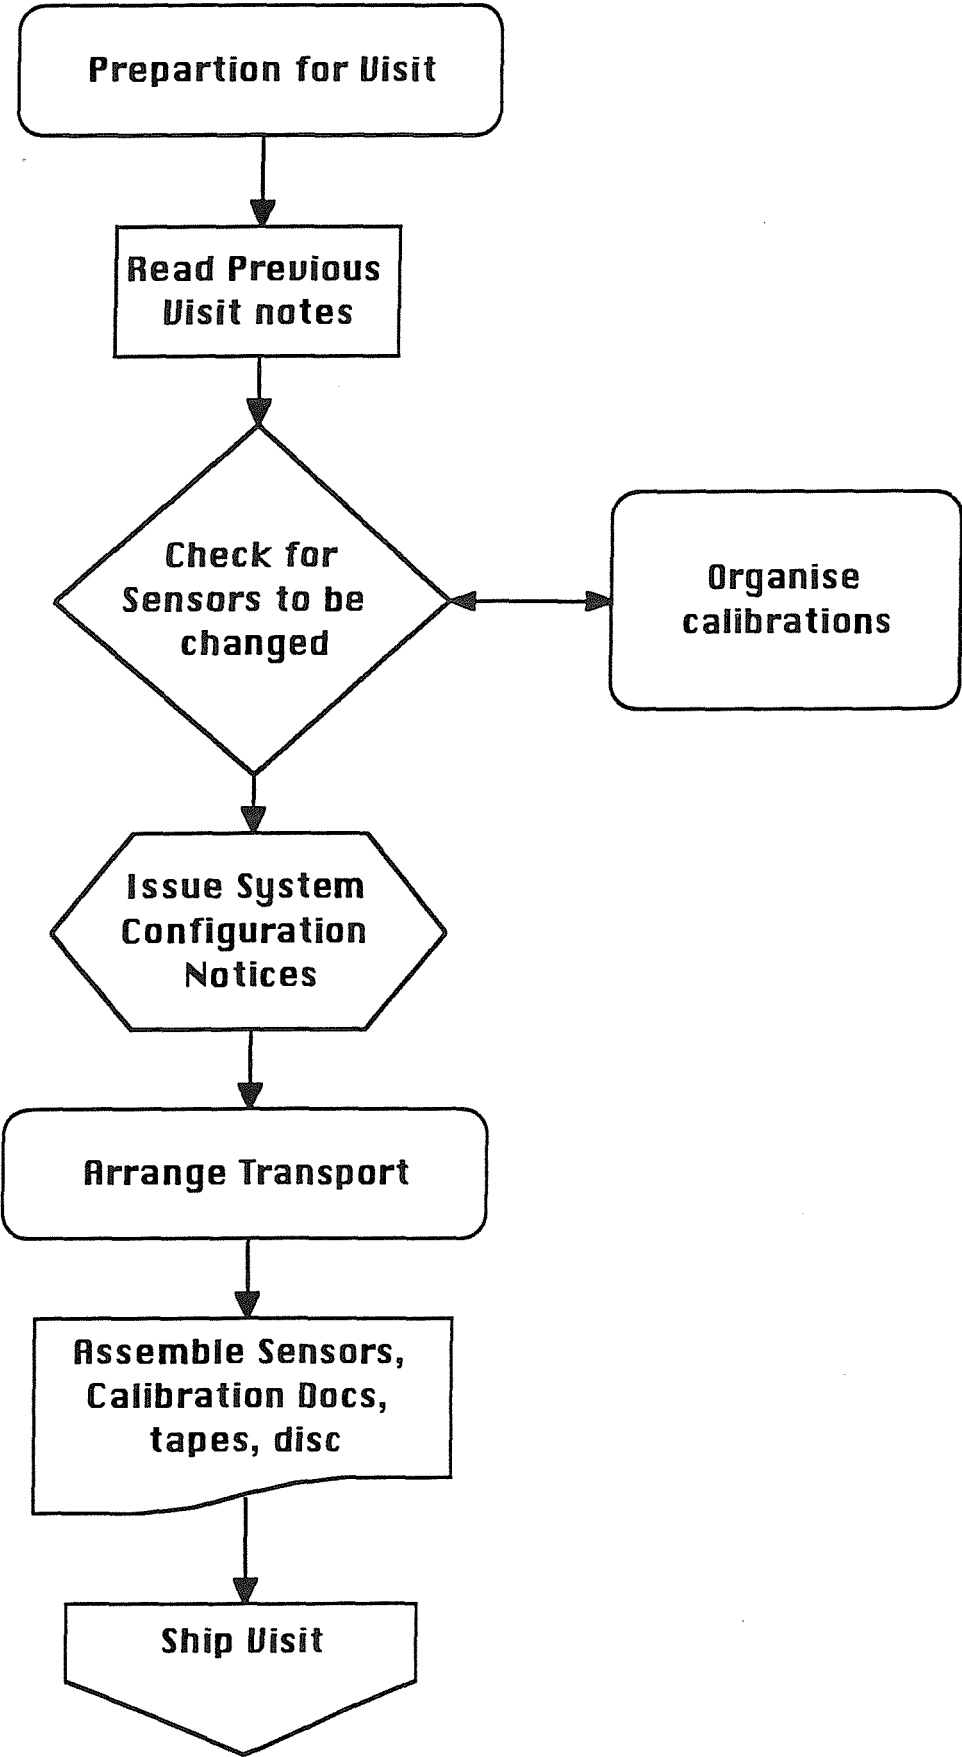 Prepartion for Visit
Read Previous
Visit notes
Check for
Sensors to be
changed
Organise
calibrations
Issue System
Configuration
Notices
Arrange Transport
Assemble Sensors,
Calibration Docs,
tapes, disc
Ship Visit